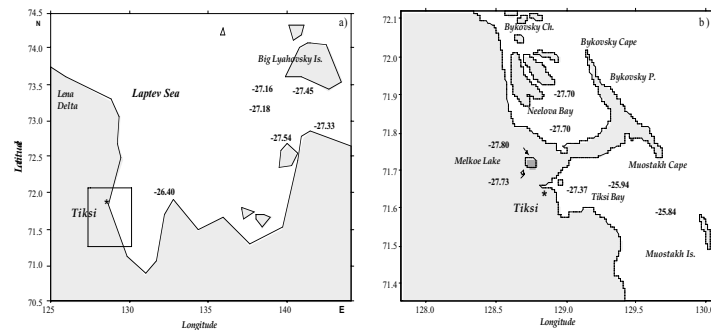 74.5
N
a)
74.0
Big Lyahovsky Is.
73.5
Lena
Delta
Laptev Sea
-27.16
-27.45
73.0
-27.18
-27.33
72.5
-27.54
Latitude
72.0
-26.40
Tiksi
*
71.5
71.0
70.5
125
130
135
140
E
Longitude
72.1
Bykovsky Ch.
b)
72.0
Bykovsky Cape
Bykovsky P.
71.9
-27.70
Neelova Bay
-27.70
71.8
-27.80
Melkoe Lake
Muostakh Cape
71.7
-27.73
-27.37
-25.94
Tiksi
*
Tiksi Bay
-25.84
71.6
71.5
Muostakh Is.
71.4
128.0
128.5
129.0
129.5
130.0
Longitude